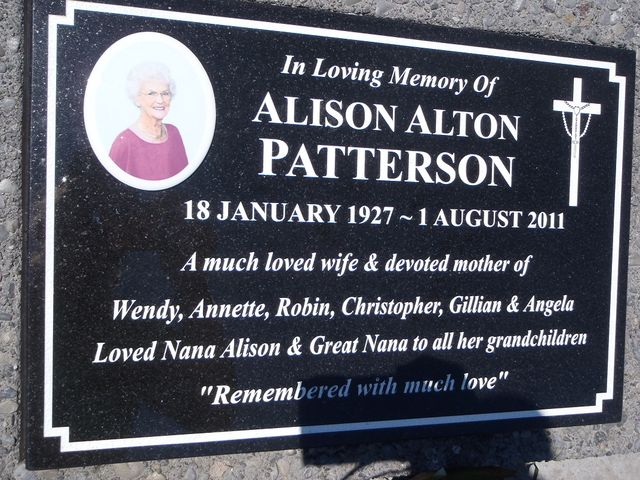 In Loving Memory Of
ALISON ALTON
PATTERSON
18 JANUARY 1927 ~ 1 AUGUST 2011
A much loved wife & devoted mother of
Wendy, Annette, Robin, Christopher, Gillian & Angela
Loved Nana Alison & Great Nana to all her grandchildren
"Remembered with much love"